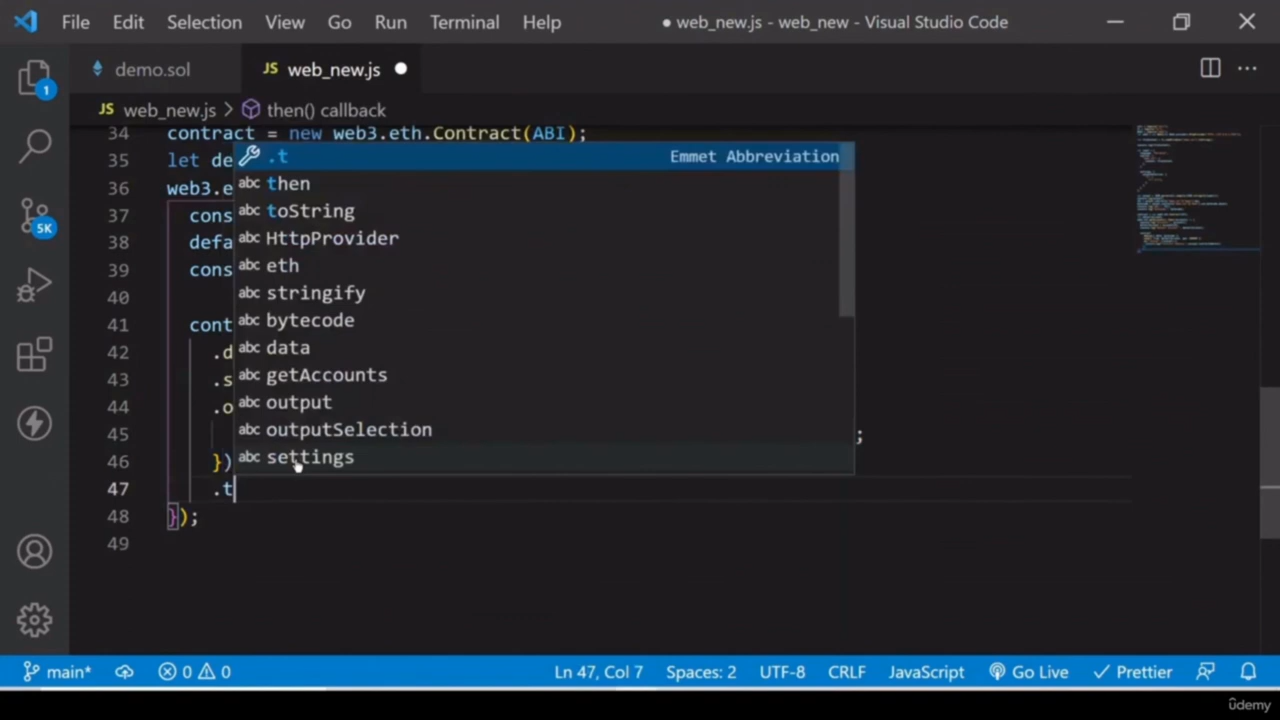 File Edit Selection View Go Run Terminal Help ● web_new.js - web_new - Visual Studio Code
demo.sol JS web_new.js ●
JS web_new.js > then() callback
34 contract = new web3.eth.Contract(ABI);
35 let de
36 web3.e
37 cons
38 defa
39 cons
40
41 cont
42 .d
43 .s
44 .o
45 ;
46 })
47 .t
48 });
49
.t Emmet Abbreviation
abc then
abc toString
abc HttpProvider
abc eth
abc stringify
abc bytecode
abc data
abc getAccounts
abc output
abc outputSelection
abc settings
1
5K
main* 0 0 Ln 47, Col 7 Spaces: 2 UTF-8 CRLF JavaScript Go Live Prettier
ûdemy